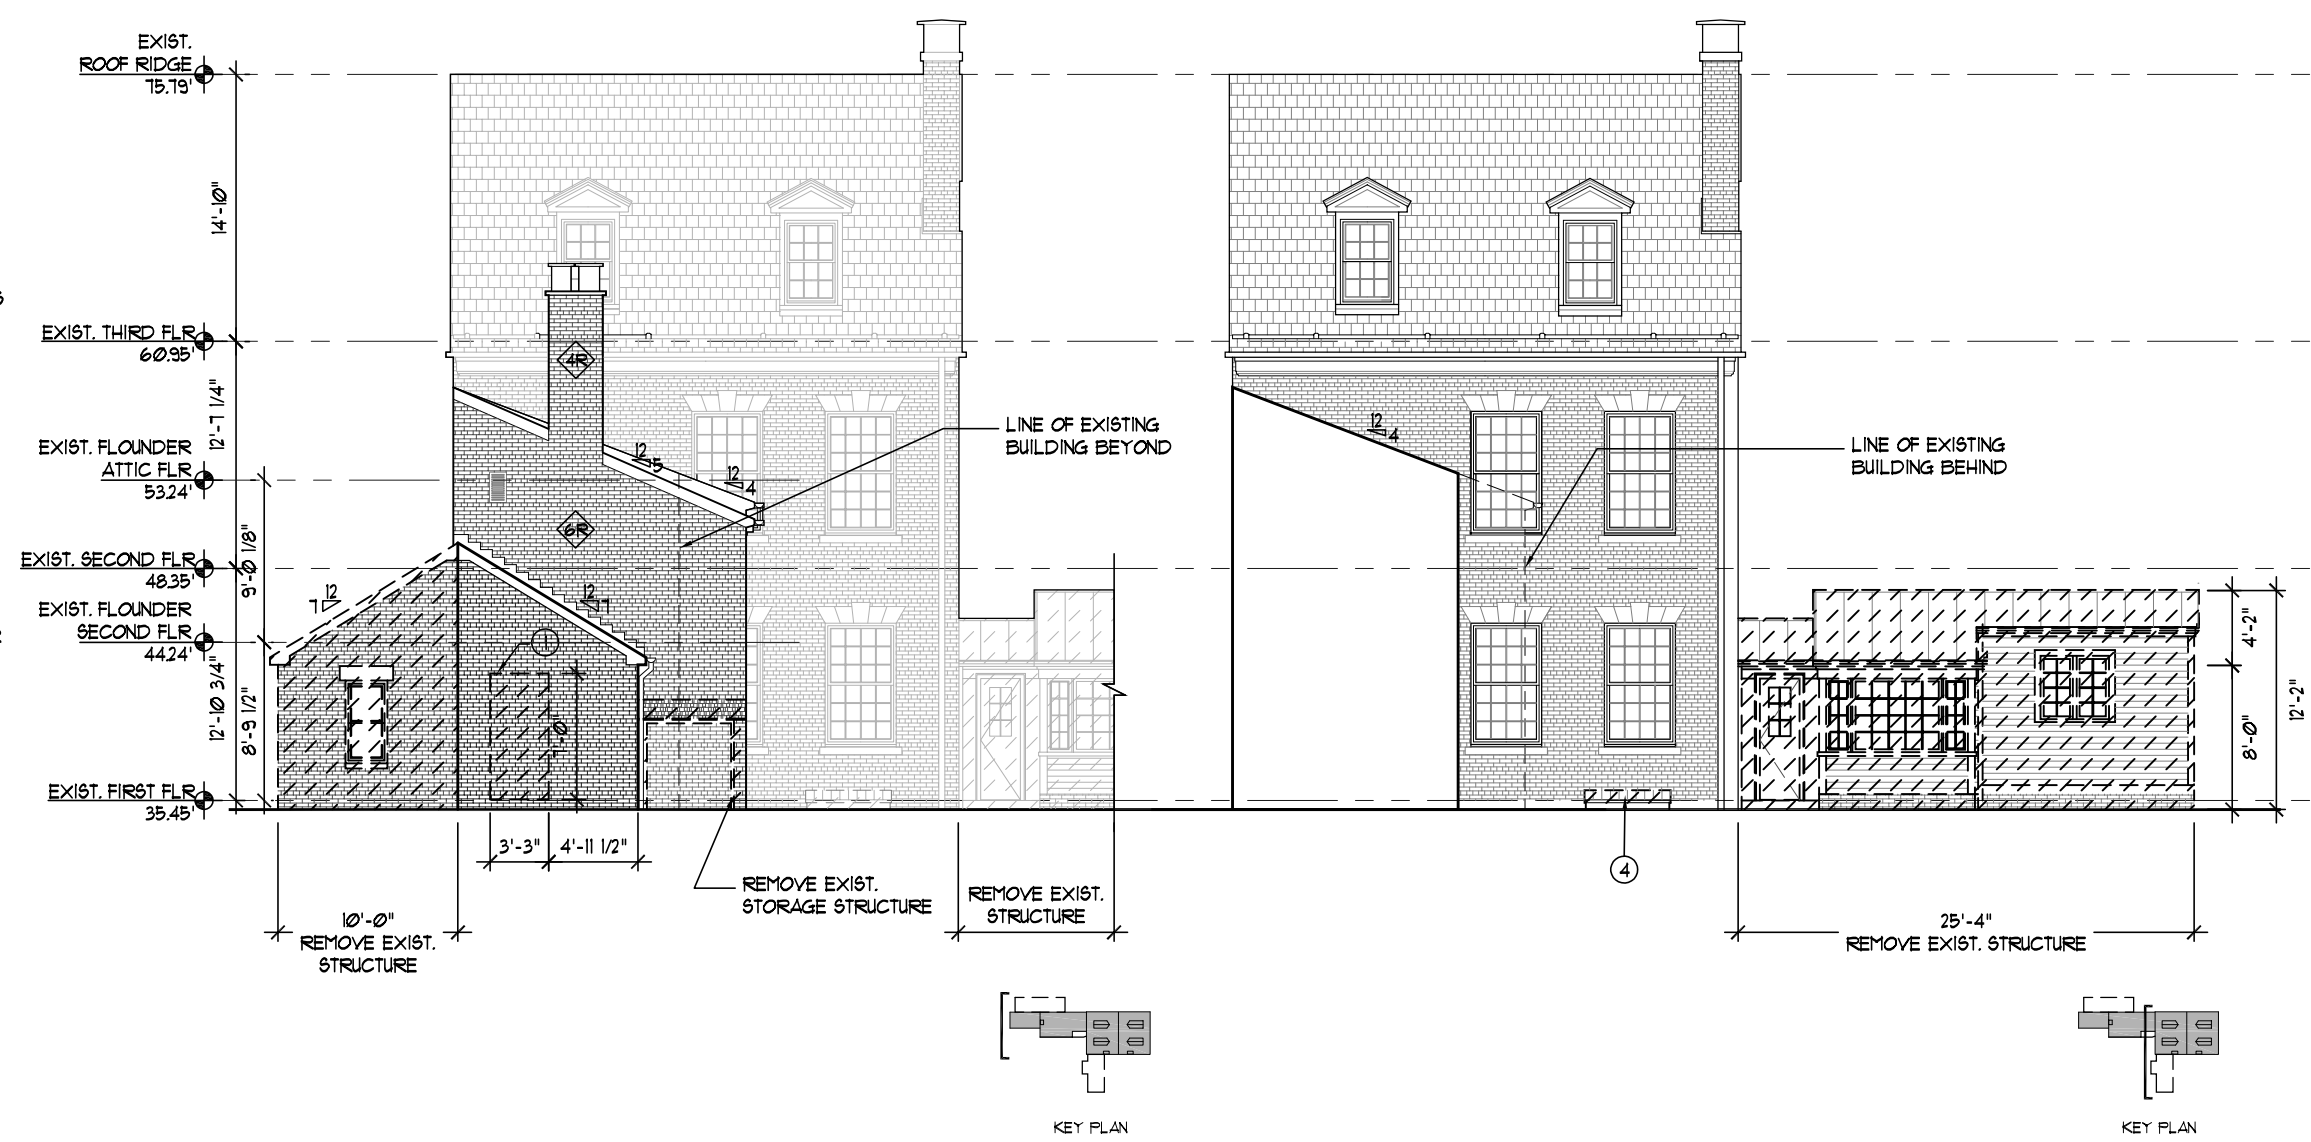 EXIST.
ROOF RIDGE
75.79'
14'-10"
EXIST. THIRD FLR
60.95'
4R
12'-7 1/4"
12
4
LINE OF EXISTING
BUILDING BEYOND
EXIST. FLOUNDER
ATTIC FLR
53.24'
12
5
12
4
LINE OF EXISTING
BUILDING BEHIND
6R
9'-0 1/8"
EXIST. SECOND FLR
48.35'
12
7
12
7
EXIST. FLOUNDER
SECOND FLR
44.24'
1
4'-2"
12'-10 3/4"
8'-9 1/2"
7'-0"
8'-0"
12'-2"
EXIST. FIRST FLR
35.45'
3'-3"
4'-11 1/2"
4
REMOVE EXIST.
STORAGE STRUCTURE
REMOVE EXIST.
STRUCTURE
10'-0"
REMOVE EXIST.
STRUCTURE
25'-4"
REMOVE EXIST. STRUCTURE
KEY PLAN
KEY PLAN